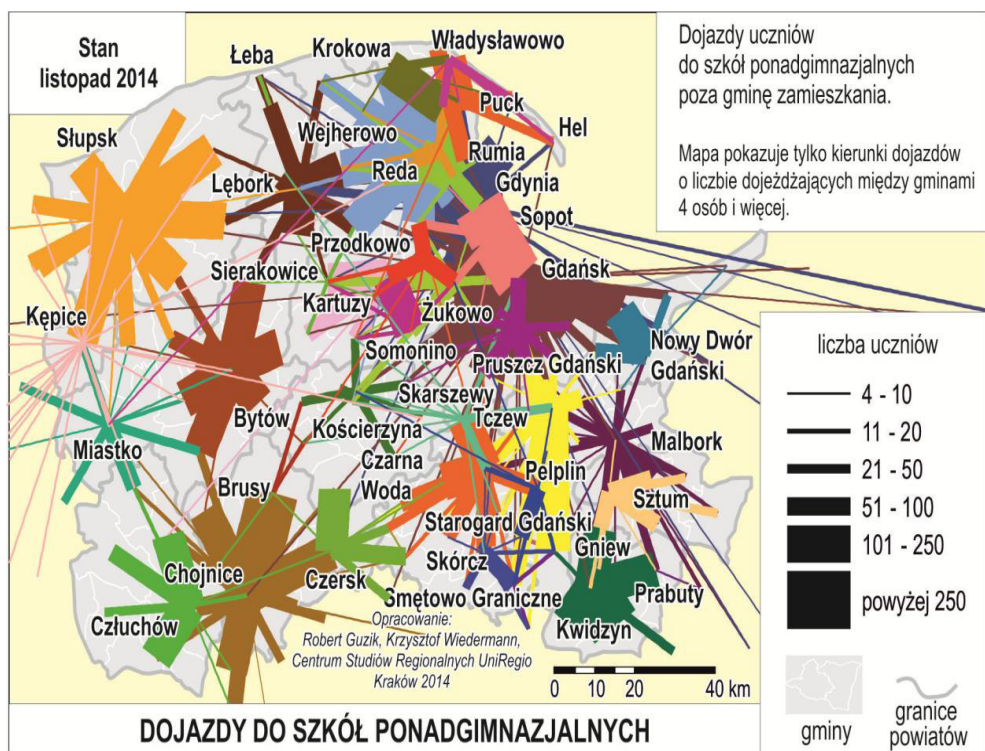 Stan
listopad 2014
Dojazdy uczniów
do szkół ponadgimnazjalnych
poza gminę zamieszkania.
Mapa pokazuje tylko kierunki dojazdów
o liczbie dojeżdżających między gminami
4 osób i więcej.
Władysławowo
Krokowa
Łeba
Puck
Hel
Słupsk
Wejherowo
Rumia
Reda
Gdynia
Lębork
Sopot
Przodkowo
Sierakowice
Gdańsk
Kartuzy
Żukowo
Kępice
Nowy Dwór
Gdański
Somonino
Pruszcz Gdański
Skarszewy
Bytów
Kościerzyna
Tczew
Miastko
Malbork
Czarna
Woda
Pelplin
Brusy
Sztum
Starogard Gdański
Gniew
Skórcz
Chojnice
Czersk
Prabuty
Smętowo Graniczne
Człuchów
Kwidzyn
Opracowanie:
Robert Guzik, Krzysztof Wiedermann,
Centrum Studiów Regionalnych UniRegio
Kraków 2014
0 20 40 km
liczba uczniów
4 - 10
11 - 20
21 - 50
51 - 100
101 - 250
powyżej 250
gminy
granice
powiatów
DOJAZDY DO SZKÓŁ PONADGIMNAZJALNYCH